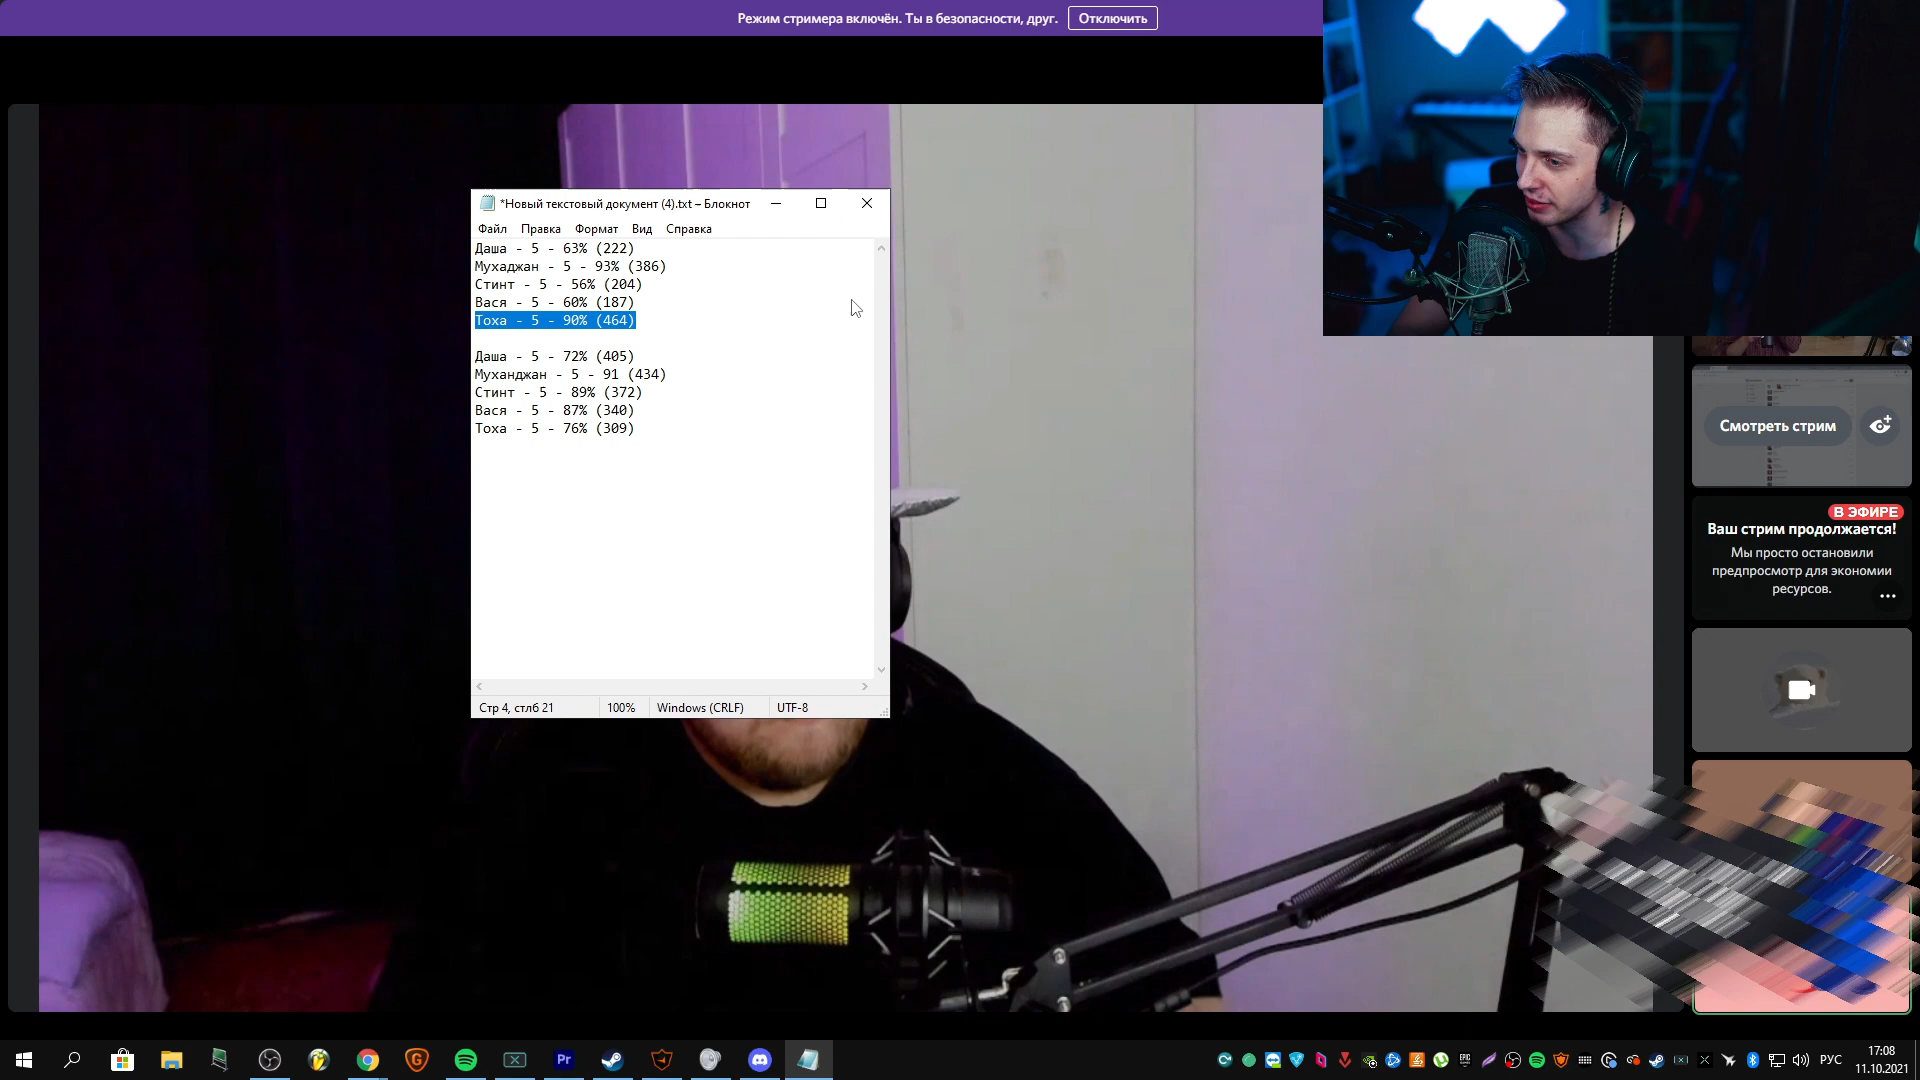 Режим стримера включён. Ты в безопасности, друг. Отключить
*Новый текстовый документ (4).txt – Блокнот
Файл Правка Формат Вид Справка
Даша - 5 - 63% (222)
Мухаджан - 5 - 93% (386)
Стинт - 5 - 56% (204)
Вася - 5 - 60% (187)
Тоха - 5 - 90% (464)
Даша - 5 - 72% (405)
Муханджан - 5 - 91 (434)
Стинт - 5 - 89% (372)
Вася - 5 - 87% (340)
Тоха - 5 - 76% (309)
Стр 4, стлб 21 100% Windows (CRLF) UTF-8
Смотреть стрим
В ЭФИРЕ
Ваш стрим продолжается!
Мы просто остановили
предпросмотр для экономии
ресурсов.
Pr
РУС
17:08
11.10.2021